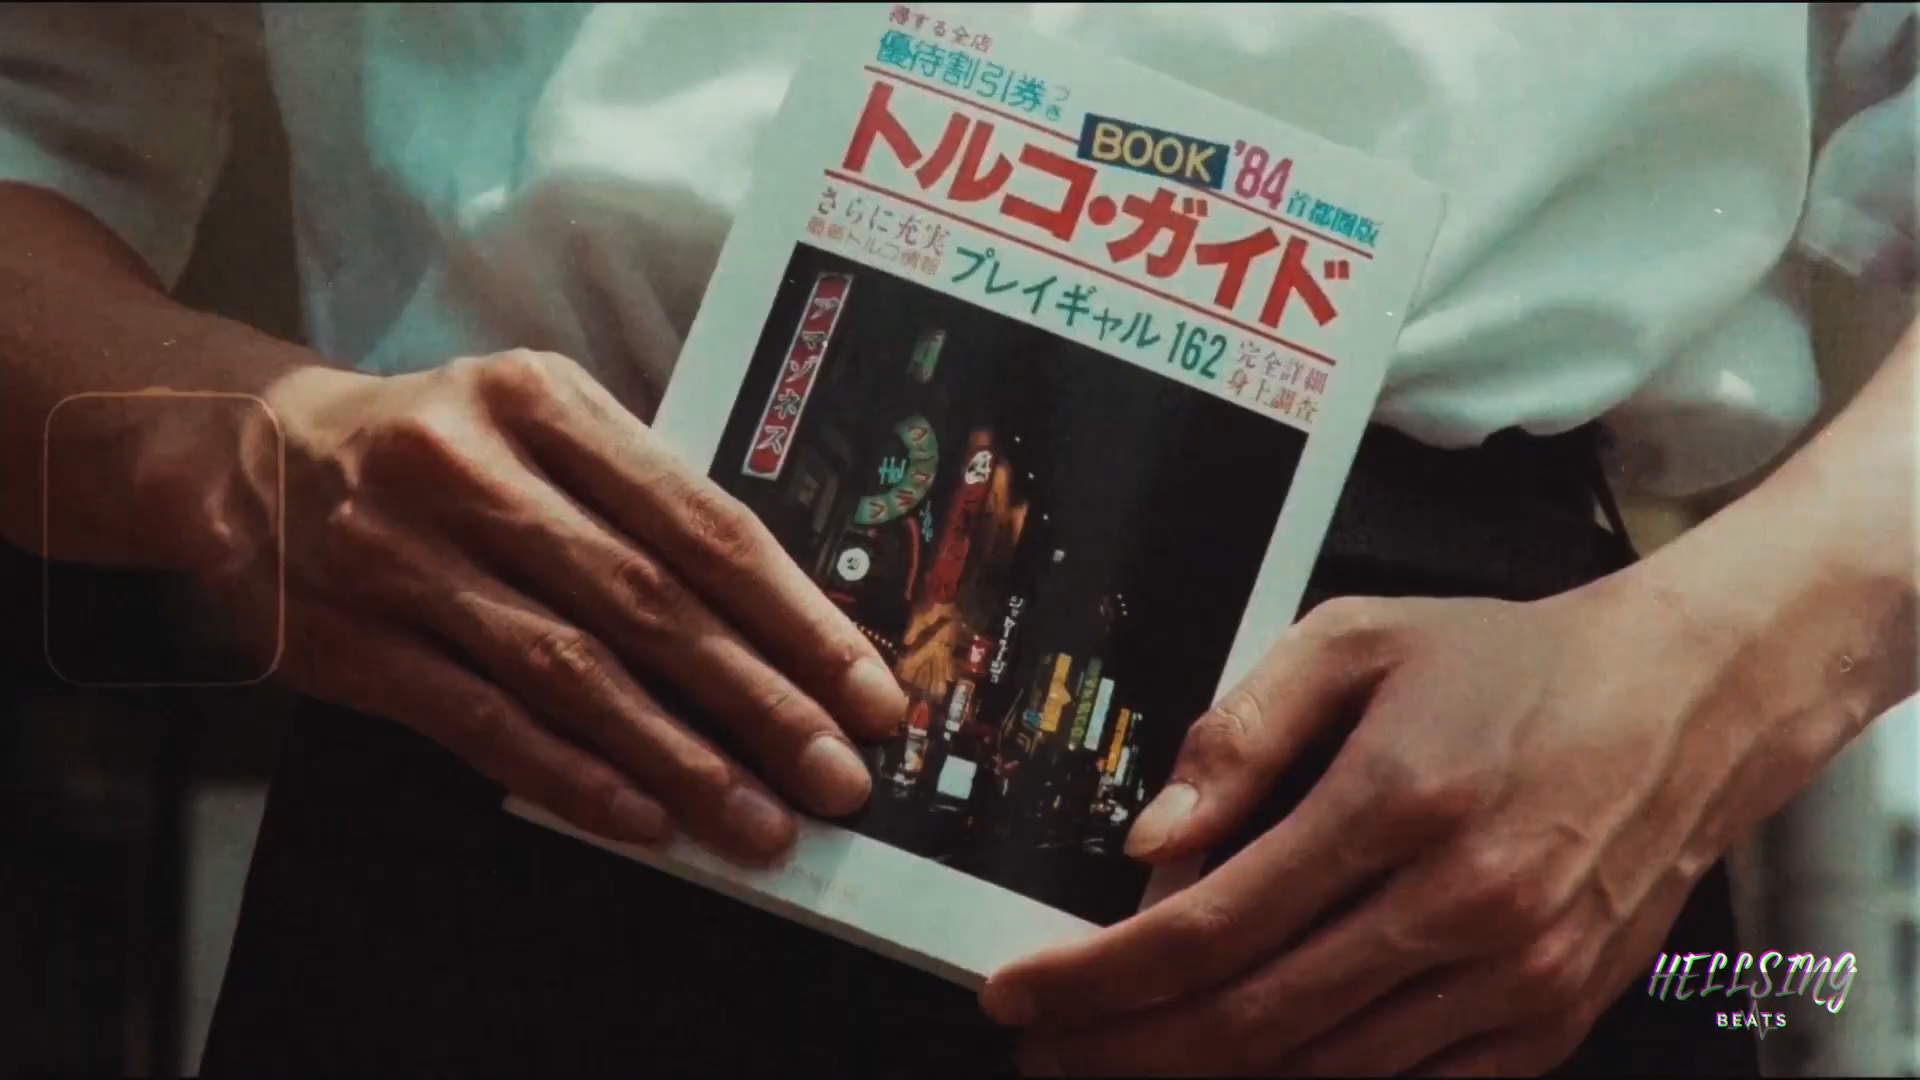 得する全店
優待割引券つき
BOOK '84 首都圏版
トルコ・ガイド
さらに充実
最新トルコ情報
プレイギャル162
完全詳細
身上調査
アマゾネス
HELLSING
BEATS